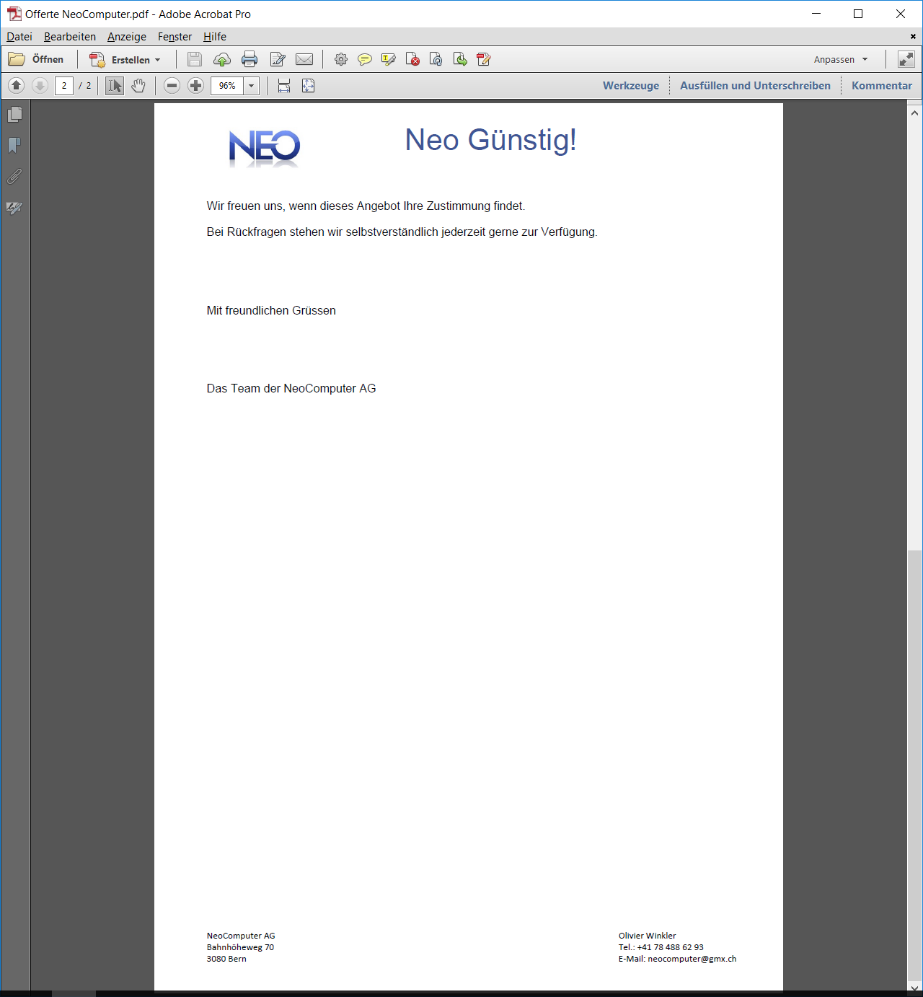 Offerte NeoComputer.pdf - Adobe Acrobat Pro
Datei Bearbeiten Anzeige Fenster Hilfe
Öffnen Erstellen Anpassen
2 / 2 96% Werkzeuge Ausfüllen und Unterschreiben Kommentar
NEO Neo Günstig!
Wir freuen uns, wenn dieses Angebot Ihre Zustimmung findet.
Bei Rückfragen stehen wir selbstverständlich jederzeit gerne zur Verfügung.
Mit freundlichen Grüssen
Das Team der NeoComputer AG
NeoComputer AG
Bahnhöheweg 70
3080 Bern
Olivier Winkler
Tel.: +41 78 488 62 93
E-Mail: neocomputer@gmx.ch